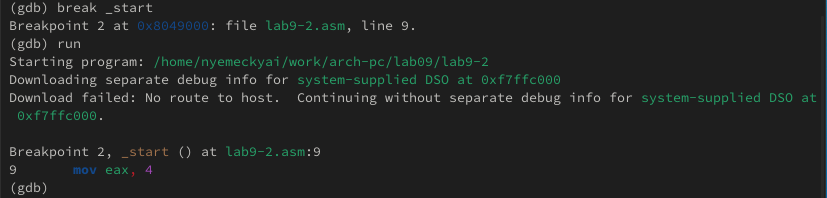 (gdb) break _start
Breakpoint 2 at 0x8049000: file lab9-2.asm, line 9.
(gdb) run
Starting program: /home/nyemeckyai/work/arch-pc/lab09/lab9-2
Downloading separate debug info for system-supplied DSO at 0xf7ffc000
Download failed: No route to host.  Continuing without separate debug info for system-supplied DSO at
 0xf7ffc000.

Breakpoint 2, _start () at lab9-2.asm:9
9       mov eax, 4
(gdb)